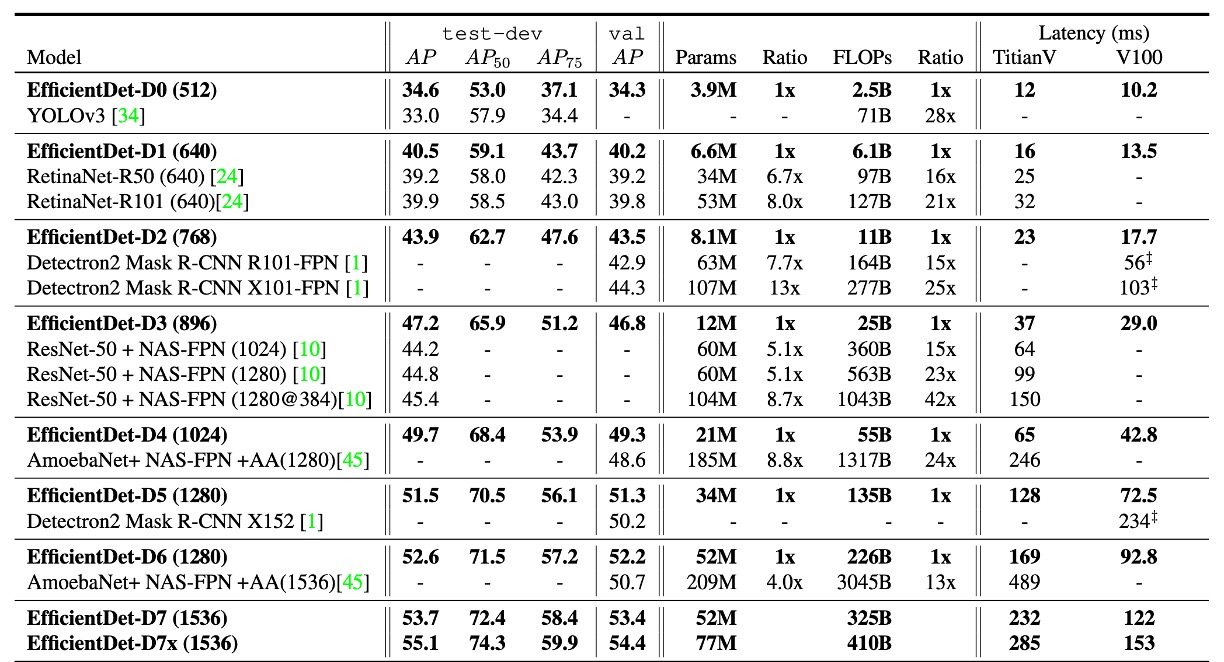 test-dev val Latency (ms)
Model AP AP50 AP75 AP Params Ratio FLOPs Ratio TitianV V100
EfficientDet-D0 (512) 34.6 53.0 37.1 34.3 3.9M 1x 2.5B 1x 12 10.2
YOLOv3 [34] 33.0 57.9 34.4 - - - 71B 28x - -
EfficientDet-D1 (640) 40.5 59.1 43.7 40.2 6.6M 1x 6.1B 1x 16 13.5
RetinaNet-R50 (640) [24] 39.2 58.0 42.3 39.2 34M 6.7x 97B 16x 25 -
RetinaNet-R101 (640)[24] 39.9 58.5 43.0 39.8 53M 8.0x 127B 21x 32 -
EfficientDet-D2 (768) 43.9 62.7 47.6 43.5 8.1M 1x 11B 1x 23 17.7
Detectron2 Mask R-CNN R101-FPN [1] - - - 42.9 63M 7.7x 164B 15x - 56‡
Detectron2 Mask R-CNN X101-FPN [1] - - - 44.3 107M 13x 277B 25x - 103‡
EfficientDet-D3 (896) 47.2 65.9 51.2 46.8 12M 1x 25B 1x 37 29.0
ResNet-50 + NAS-FPN (1024) [10] 44.2 - - - 60M 5.1x 360B 15x 64 -
ResNet-50 + NAS-FPN (1280) [10] 44.8 - - - 60M 5.1x 563B 23x 99 -
ResNet-50 + NAS-FPN (1280@384)[10] 45.4 - - - 104M 8.7x 1043B 42x 150 -
EfficientDet-D4 (1024) 49.7 68.4 53.9 49.3 21M 1x 55B 1x 65 42.8
AmoebaNet+ NAS-FPN +AA(1280)[45] - - - 48.6 185M 8.8x 1317B 24x 246 -
EfficientDet-D5 (1280) 51.5 70.5 56.1 51.3 34M 1x 135B 1x 128 72.5
Detectron2 Mask R-CNN X152 [1] - - - 50.2 - - - - - 234‡
EfficientDet-D6 (1280) 52.6 71.5 57.2 52.2 52M 1x 226B 1x 169 92.8
AmoebaNet+ NAS-FPN +AA(1536)[45] - - - 50.7 209M 4.0x 3045B 13x 489 -
EfficientDet-D7 (1536) 53.7 72.4 58.4 53.4 52M 325B 232 122
EfficientDet-D7x (1536) 55.1 74.3 59.9 54.4 77M 410B 285 153